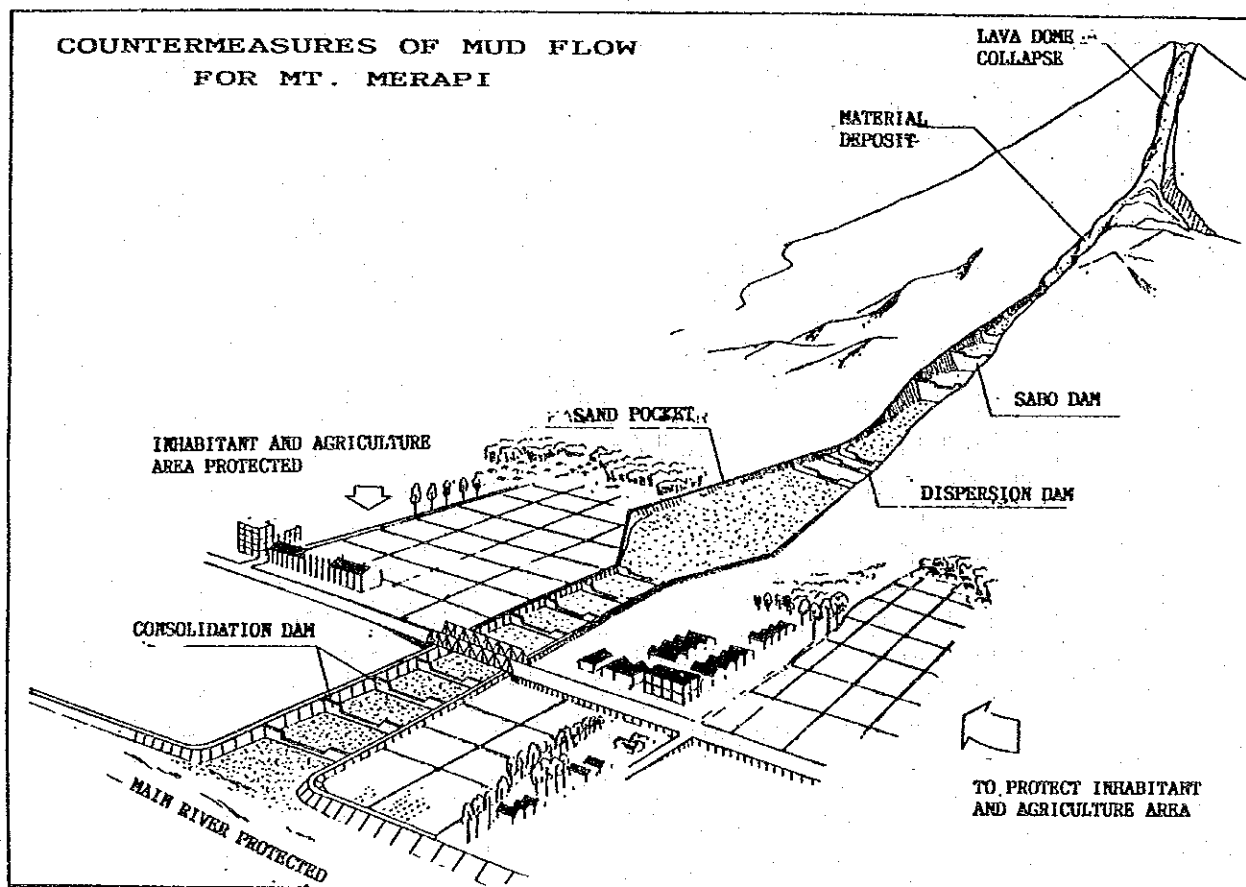 COUNTERMEASURES OF MUD FLOW
FOR MT. MERAPI
LAVA DOME
COLLAPSE
MATERIAL
DEPOSIT
SABO DAM
SAND POCKET
INHABITANT AND AGRICULTURE
AREA PROTECTED
DISPERSION DAM
CONSOLIDATION DAM
TO PROTECT INHABITANT
AND AGRICULTURE AREA
MAIN RIVER PROTECTED